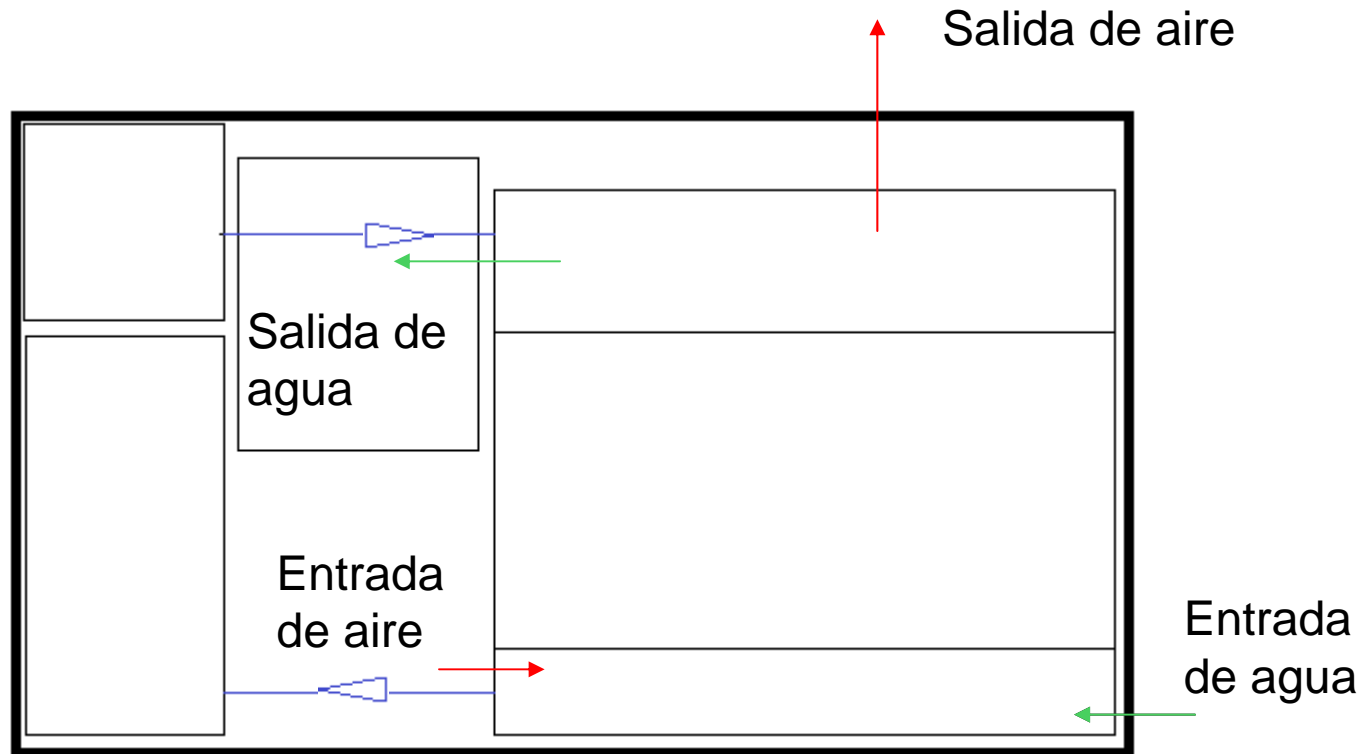 Salida de aire
Salida de
agua
Entrada
de aire
Entrada
de agua